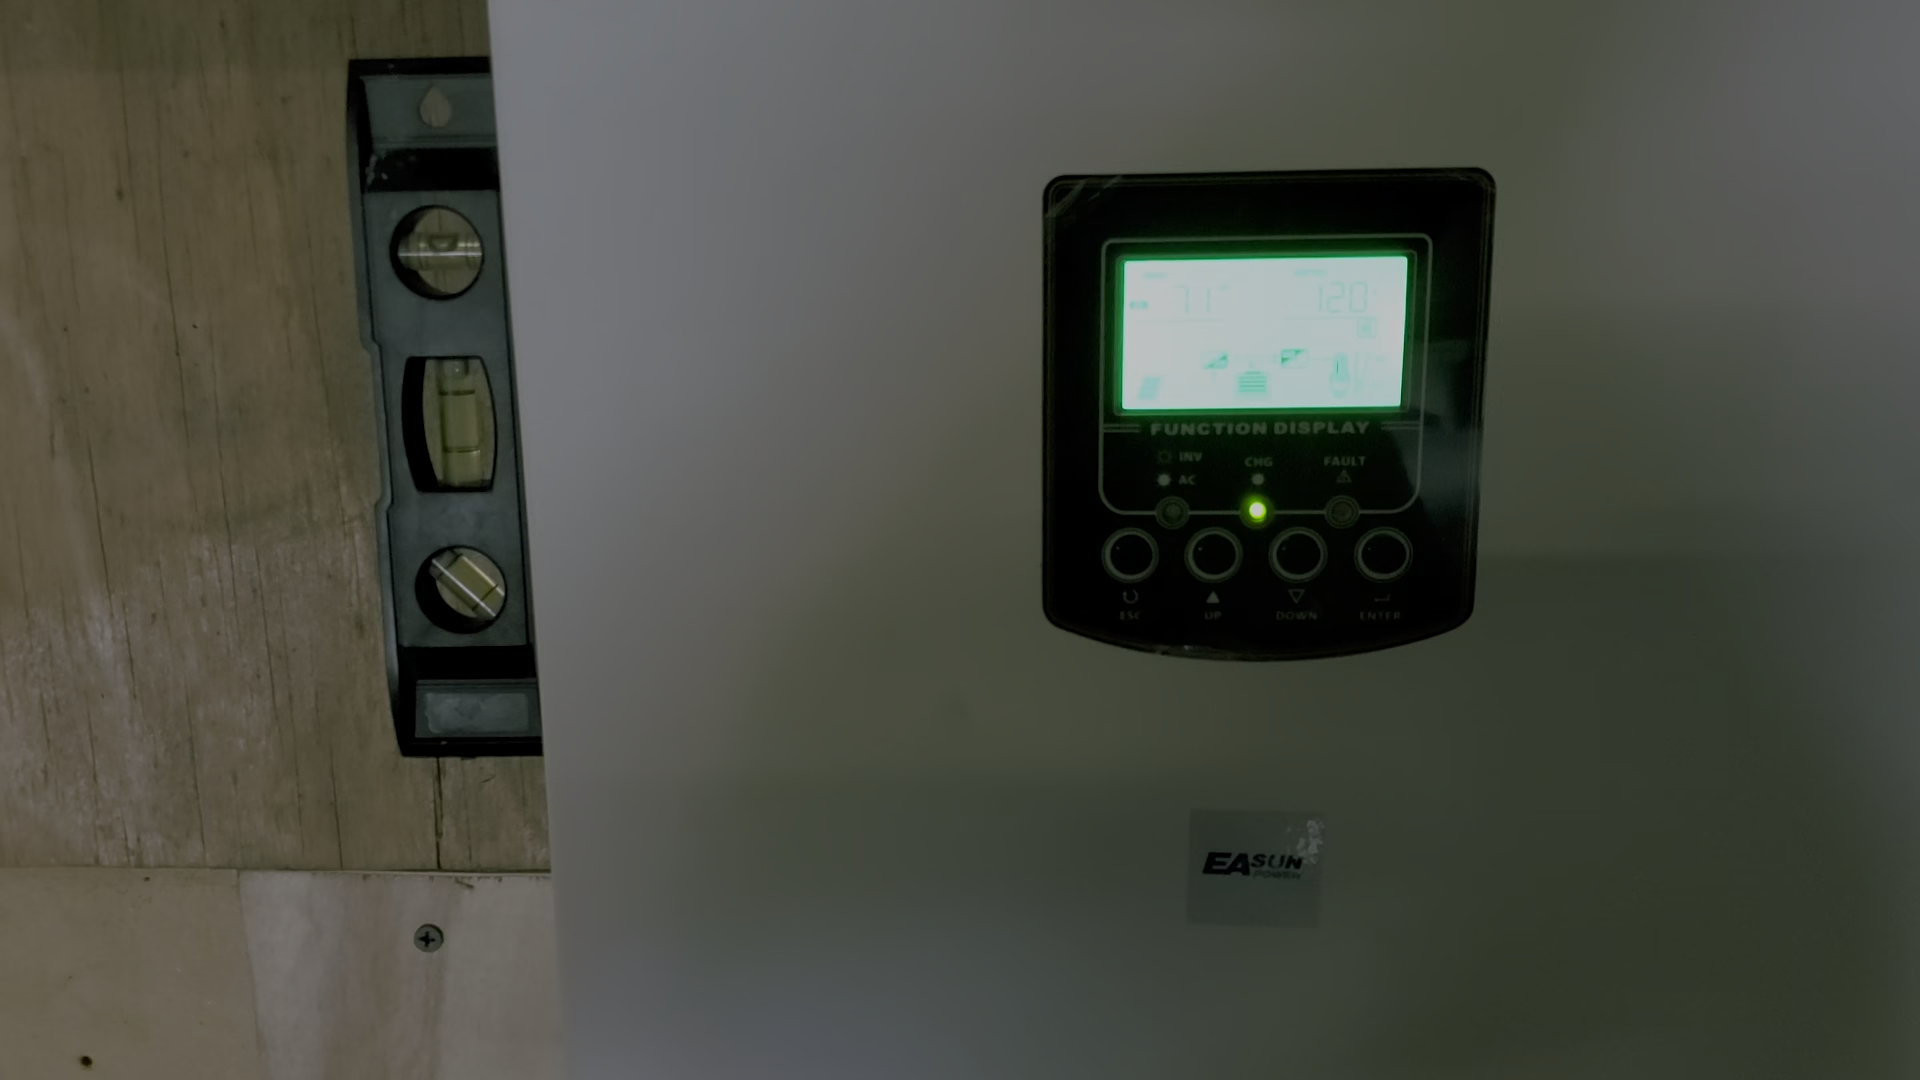 71
120
FUNCTION DISPLAY
INV
CHG
FAULT
AC
ESC
UP
DOWN
ENTER
EASUN
POWER